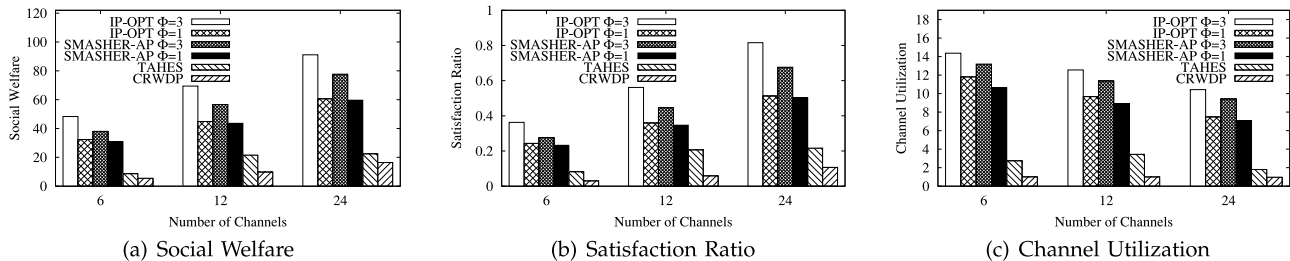 120
100
80
60
40
20
0
Social Welfare
IP-OPT Φ=3
IP-OPT Φ=1
SMASHER-AP Φ=3
SMASHER-AP Φ=1
TAHES
CRWDP
6 12 24
Number of Channels
(a) Social Welfare
1
0.8
0.6
0.4
0.2
0
Satisfaction Ratio
IP-OPT Φ=3
IP-OPT Φ=1
SMASHER-AP Φ=3
SMASHER-AP Φ=1
TAHES
CRWDP
6 12 24
Number of Channels
(b) Satisfaction Ratio
18
16
14
12
10
8
6
4
2
0
Channel Utilization
IP-OPT Φ=3
IP-OPT Φ=1
SMASHER-AP Φ=3
SMASHER-AP Φ=1
TAHES
CRWDP
6 12 24
Number of Channels
(c) Channel Utilization